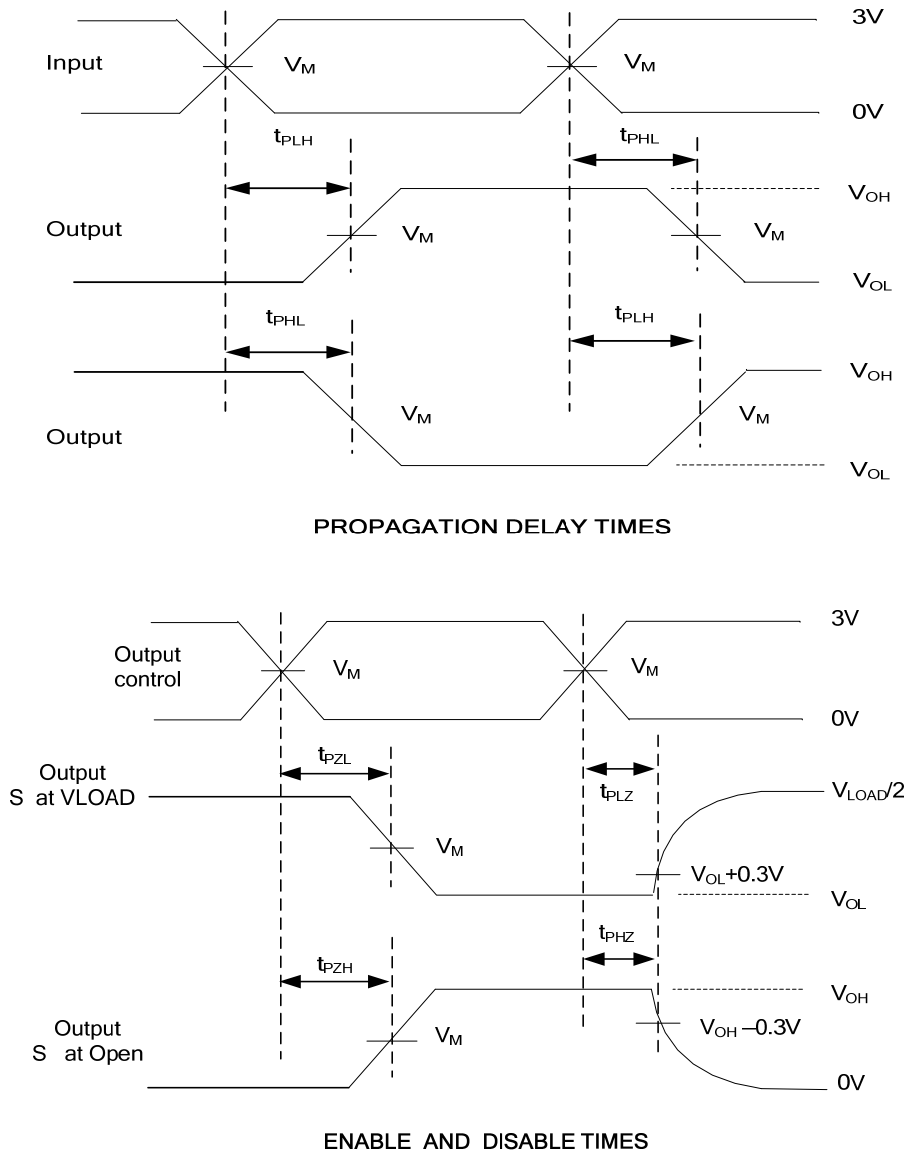 3V
Input
VM
VM
0V
tPLH
tPHL
VOH
Output
VM
VM
VOL
tPHL
tPLH
VOH
VM
VM
Output
VOL
PROPAGATION DELAY TIMES
3V
Output
control
VM
VM
0V
Output
S at VLOAD
tPZL
tPLZ
VLOAD/2
VM
VOL+0.3V
VOL
tPZH
tPHZ
VOH
Output
S at Open
VM
VOH –0.3V
0V
ENABLE AND DISABLE TIMES